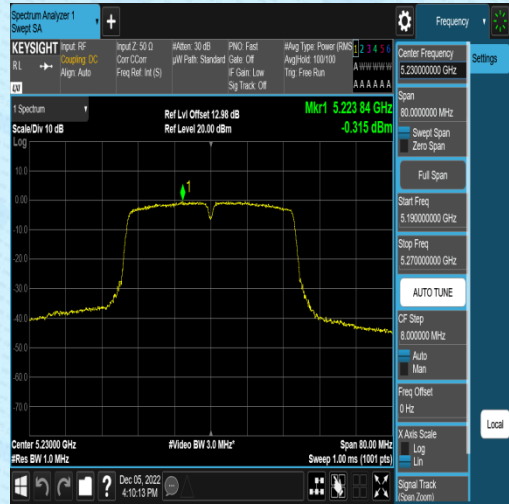 Spectrum Analyzer 1
Swept SA
Frequency
KEYSIGHT
RL
Input: RF
Coupling: DC
Align: Auto
Input Z: 50 Ω
Corr CCorr
Freq Ref: Int (S)
#Atten: 30 dB
µW Path: Standard
PNO: Fast
Gate: Off
IF Gain: Low
Sig Track: Off
#Avg Type: Power (RMS
Avg|Hold: 100/100
Trig: Free Run
1 2 3 4 5 6
A W W W W W
A A A A A A
Center Frequency
5.230000000 GHz
Settings
Span
80.0000000 MHz
Swept Span
Zero Span
Full Span
Start Freq
5.190000000 GHz
Stop Freq
5.270000000 GHz
AUTO TUNE
CF Step
8.000000 MHz
Auto
Man
Freq Offset
0 Hz
X Axis Scale
Log
Lin
Signal Track
(Span Zoom)
Local
1 Spectrum
Scale/Div 10 dB
Log
Ref Lvl Offset 12.98 dB
Ref Level 20.00 dBm
Mkr1 5.223 84 GHz
-0.315 dBm
1
10.0
0.00
-10.0
-20.0
-30.0
-40.0
-50.0
-60.0
-70.0
Center 5.23000 GHz
#Res BW 1.0 MHz
#Video BW 3.0 MHz*
Span 80.00 MHz
Sweep 1.00 ms (1001 pts)
?
Dec 05, 2022
4:10:13 PM